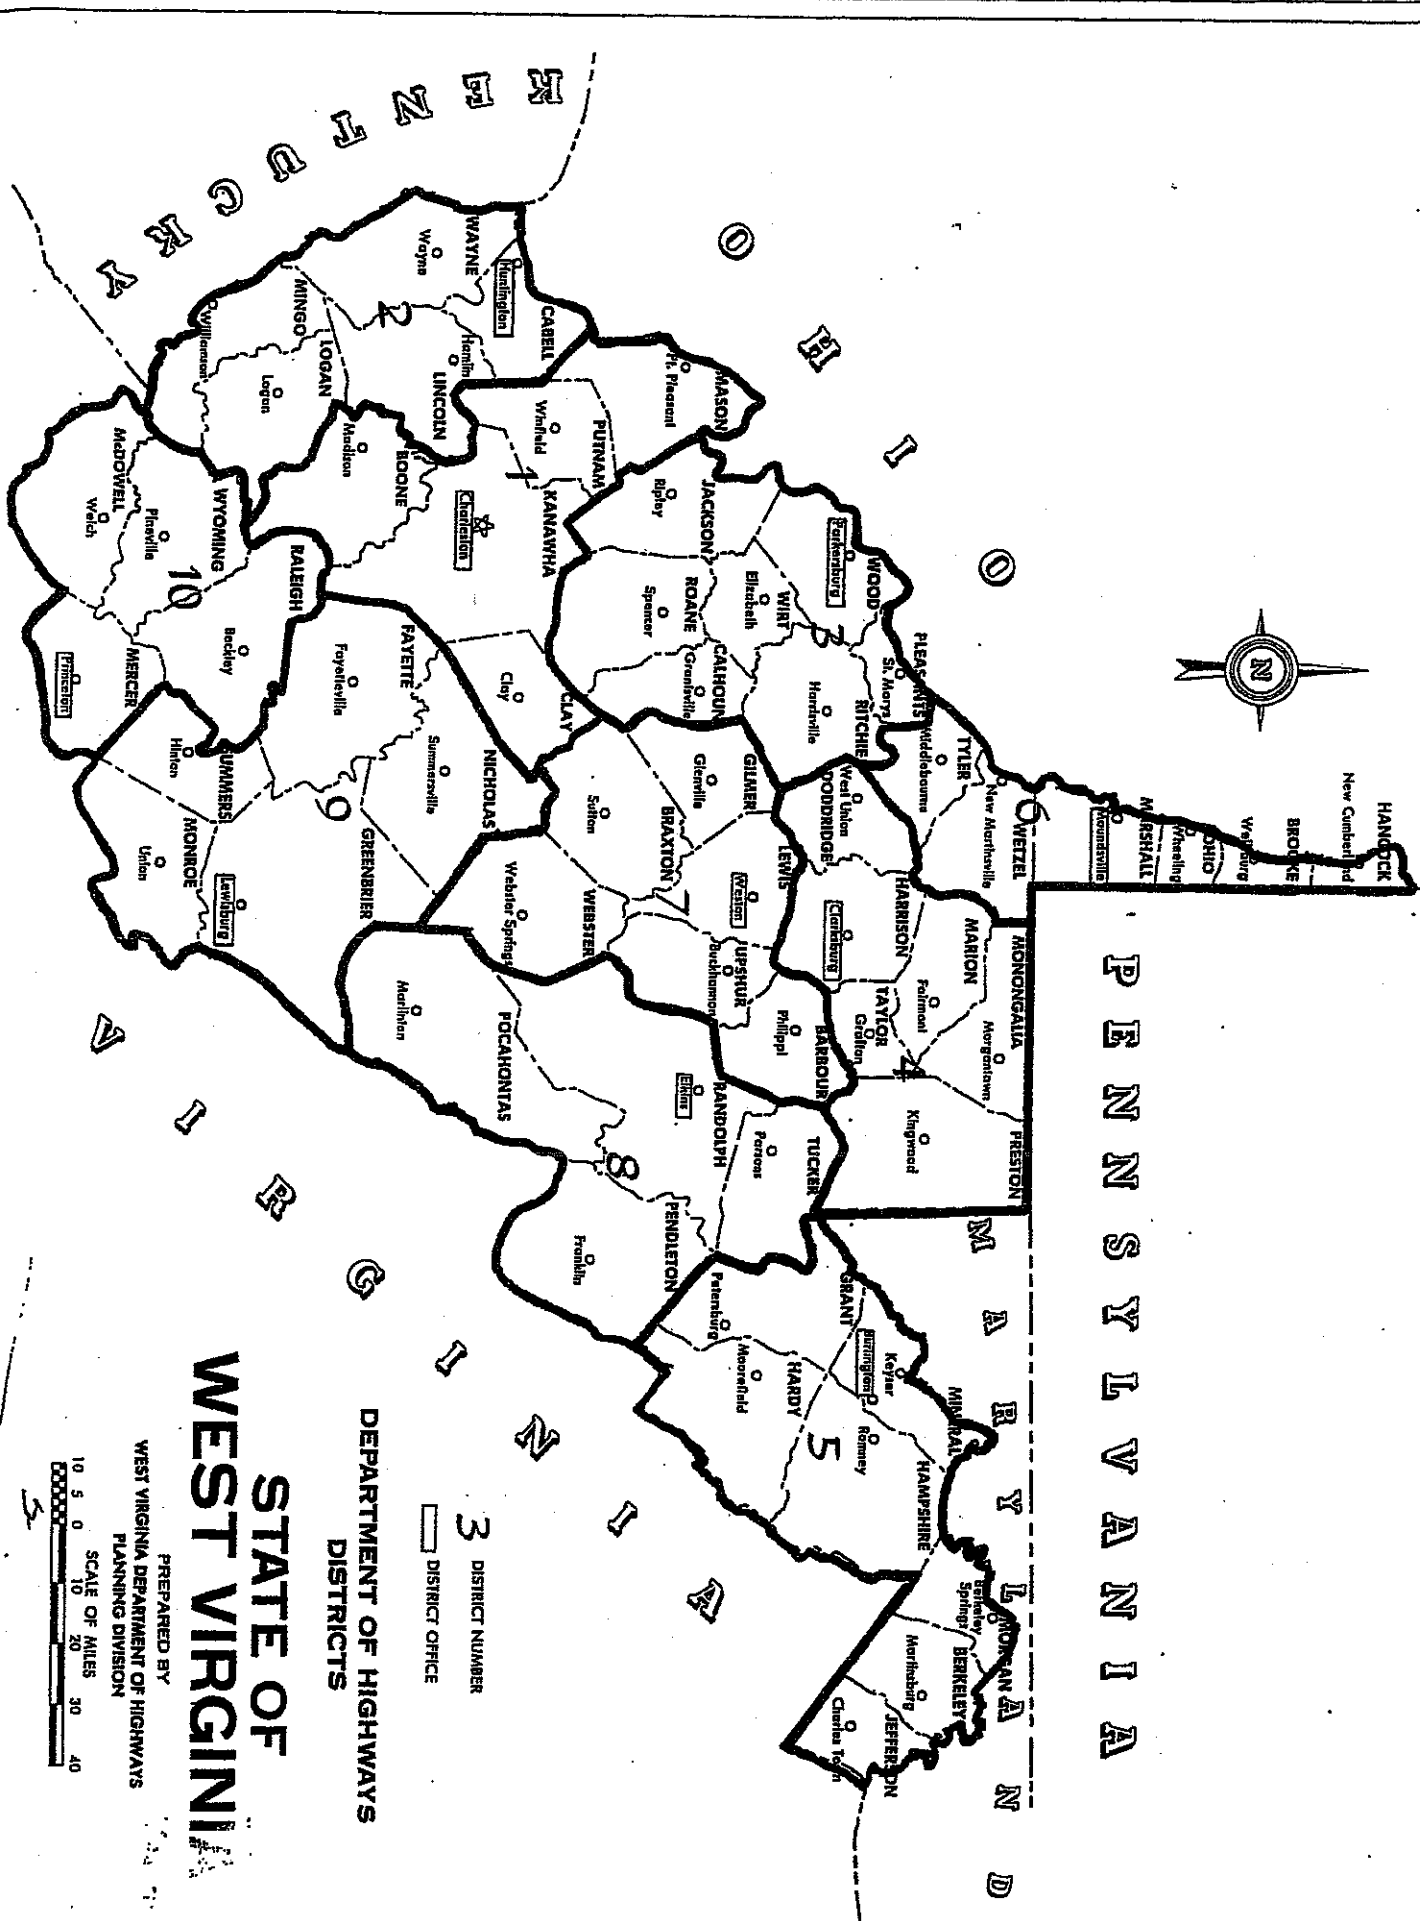 KENTUCKY
OHIO
PENNSYLVANIA
MARYLAND
VIRGINIA
N
HANCOCK
New Cumberland
BROOKE
Wellsburg
OHIO
Wheeling
MARSHALL
Moundsville
6
WETZEL
New Martinsville
TYLER
Middlebourne
PLEASANTS
St. Marys
WOOD
Parkersburg
RITCHIE
Harrisville
WIRT
Elizabeth
3
JACKSON
Ripley
ROANE
Spencer
CALHOUN
Grantsville
MASON
Pt. Pleasant
PUTNAM
Winfield
1
KANAWHA
Charleston
BOONE
Madison
CLAY
Clay
CABELL
Huntington
WAYNE
Wayne
2
Hamlin
LINCOLN
MINGO
Williamson
LOGAN
Logan
McDOWELL
Welch
WYOMING
Pineville
10
RALEIGH
Beckley
MERCER
Princeton
FAYETTE
Fayetteville
NICHOLAS
Summersville
9
SUMMERS
Hinton
MONROE
Union
GREENBRIER
Lewisburg
DODDRIDGE
West Union
HARRISON
Clarksburg
MARION
Fairmont
MONONGALIA
Morgantown
TAYLOR
Grafton
4
PRESTON
Kingwood
GILMER
Glenville
LEWIS
Weston
BRAXTON
Sutton
7
UPSHUR
Buckhannon
BARBOUR
Philippi
WEBSTER
Webster Springs
POCAHONTAS
Marlinton
RANDOLPH
Elkins
8
TUCKER
Parsons
PENDLETON
Franklin
GRANT
Petersburg
HARDY
Moorefield
5
MINERAL
Keyser
Burlington
HAMPSHIRE
Romney
MORGAN
Berkeley
Springs
BERKELEY
Martinsburg
JEFFERSON
Charles Town
3 DISTRICT NUMBER
DISTRICT OFFICE
DEPARTMENT OF HIGHWAYS
DISTRICTS
STATE OF
WEST VIRGINIA
PREPARED BY
WEST VIRGINIA DEPARTMENT OF HIGHWAYS
PLANNING DIVISION
SCALE OF MILES
10 5 0 10 20 30 40